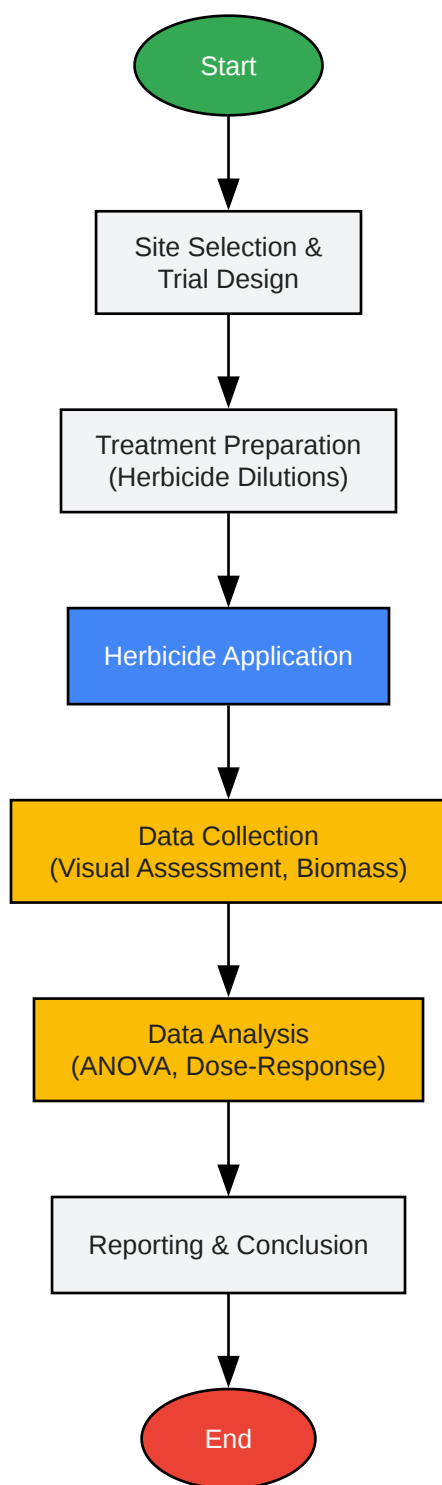 Start
Site Selection &
Trial Design
Treatment Preparation
(Herbicide Dilutions)
Herbicide Application
Data Collection
(Visual Assessment, Biomass)
Data Analysis
(ANOVA, Dose-Response)
Reporting & Conclusion
End